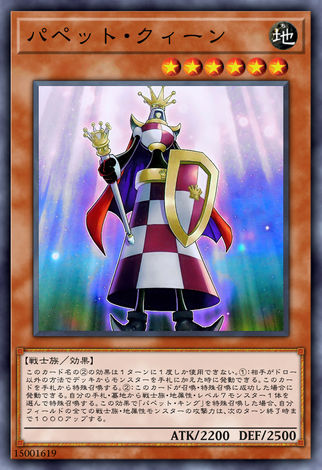 パペット・クィーン
地
【戦士族／効果】
このカード名の②の効果は１ターンに１度しか使用できない。①：相手がドロー
以外の方法でデッキからモンスターを手札に加えた時に発動できる。このカー
ドを手札から特殊召喚する。②：このカードが召喚・特殊召喚に成功した場合に
発動できる。自分の手札・墓地から戦士族・地属性・レベル７モンスター１体を
選んで特殊召喚する。この効果で「パペット・キング」を特殊召喚した場合、自分
フィールドの全ての戦士族・地属性モンスターの攻撃力は、次のターン終了時ま
で１０００アップする。
ATK/2200 DEF/2500
15001619